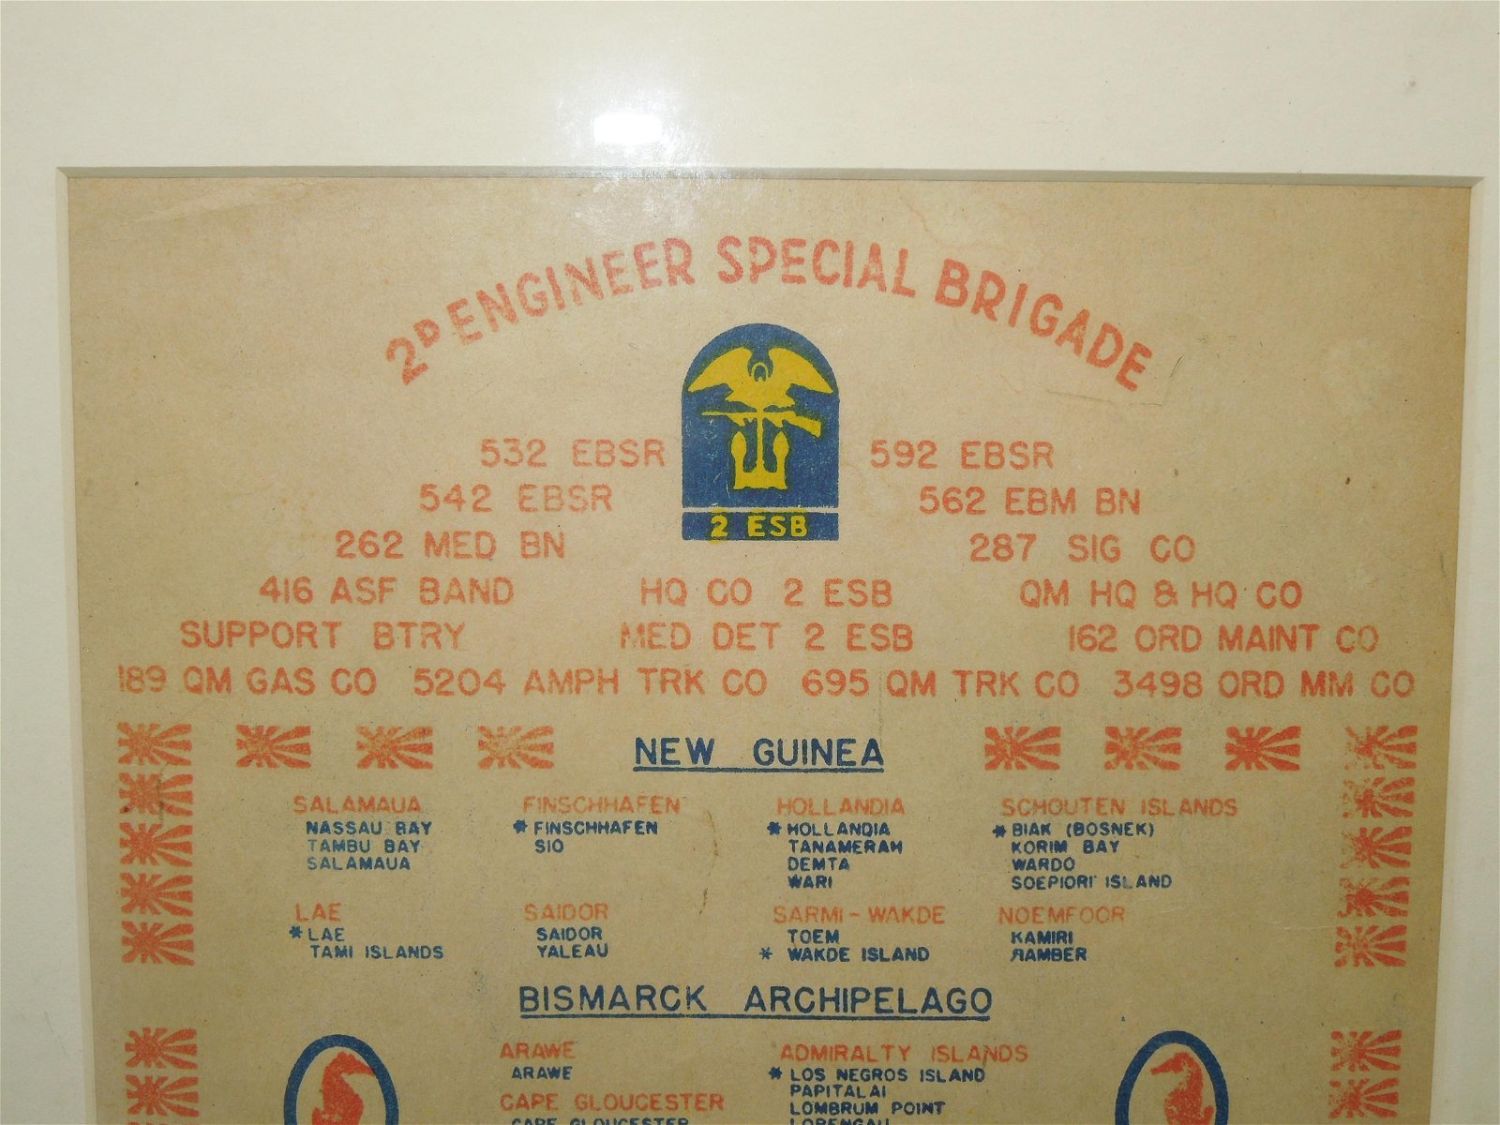 2D ENGINEER SPECIAL BRIGADE
532 EBSR 592 EBSR
542 EBSR 562 EBM BN
2 ESB
262 MED BN 287 SIG CO
416 ASF BAND HQ CO 2 ESB QM HQ & HQ CO
SUPPORT BTRY MED DET 2 ESB 162 ORD MAINT CO
189 QM GAS CO 5204 AMPH TRK CO 695 QM TRK CO 3498 ORD MM CO
NEW GUINEA
SALAMAUA
NASSAU BAY
TAMBU BAY
SALAMAUA
FINSCHHAFEN
* FINSCHHAFEN
SIO
HOLLANDIA
* HOLLANDIA
TANAMERAH
DEMTA
WARI
SCHOUTEN ISLANDS
* BIAK (BOSNEK)
KORIM BAY
WARDO
SOEPIORI ISLAND
LAE
* LAE
TAMI ISLANDS
SAIDOR
SAIDOR
YALEAU
SARMI - WAKDE
TOEM
* WAKDE ISLAND
NOEMFOOR
KAMIRI
RAMBER
BISMARCK ARCHIPELAGO
ARAWE
ARAWE
CAPE GLOUCESTER
CAPE GLOUCESTER
ADMIRALTY ISLANDS
* LOS NEGROS ISLAND
PAPITALAI
LOMBRUM POINT
LORENGAU